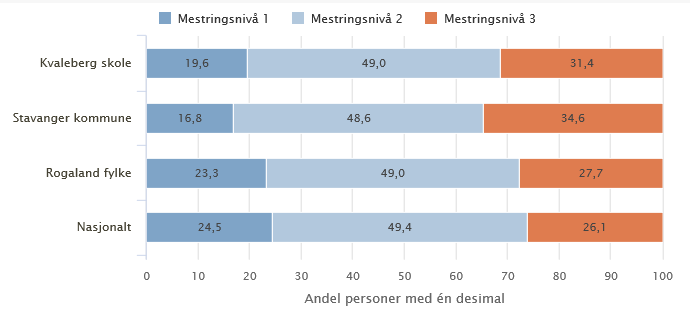 Mestringsnivå 1 Mestringsnivå 2 Mestringsnivå 3
Kvaleberg skole 19,6 49,0 31,4
Stavanger kommune 16,8 48,6 34,6
Rogaland fylke 23,3 49,0 27,7
Nasjonalt 24,5 49,4 26,1
0 10 20 30 40 50 60 70 80 90 100
Andel personer med én desimal